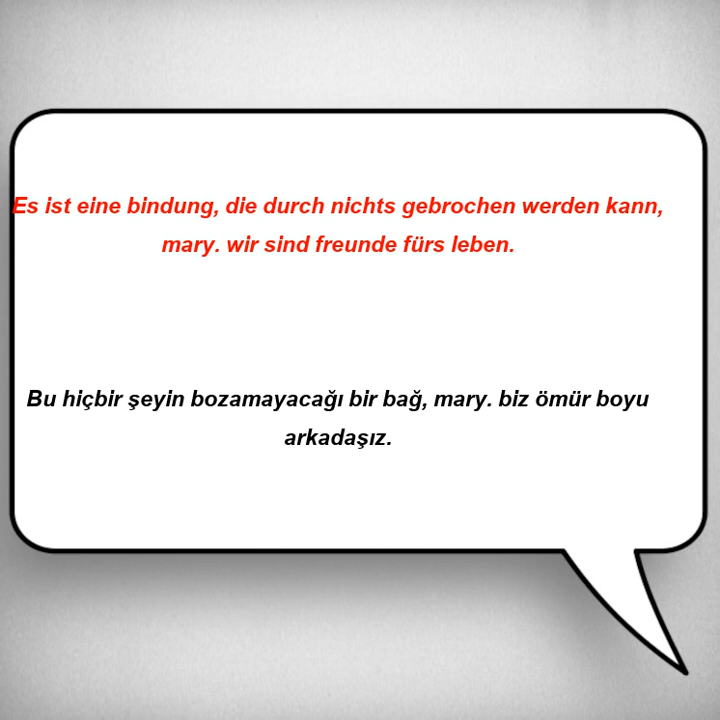 Es ist eine bindung, die durch nichts gebrochen werden kann,
mary. wir sind freunde fürs leben.
Bu hiçbir şeyin bozamayacağı bir bağ, mary. biz ömür boyu
arkadaşız.